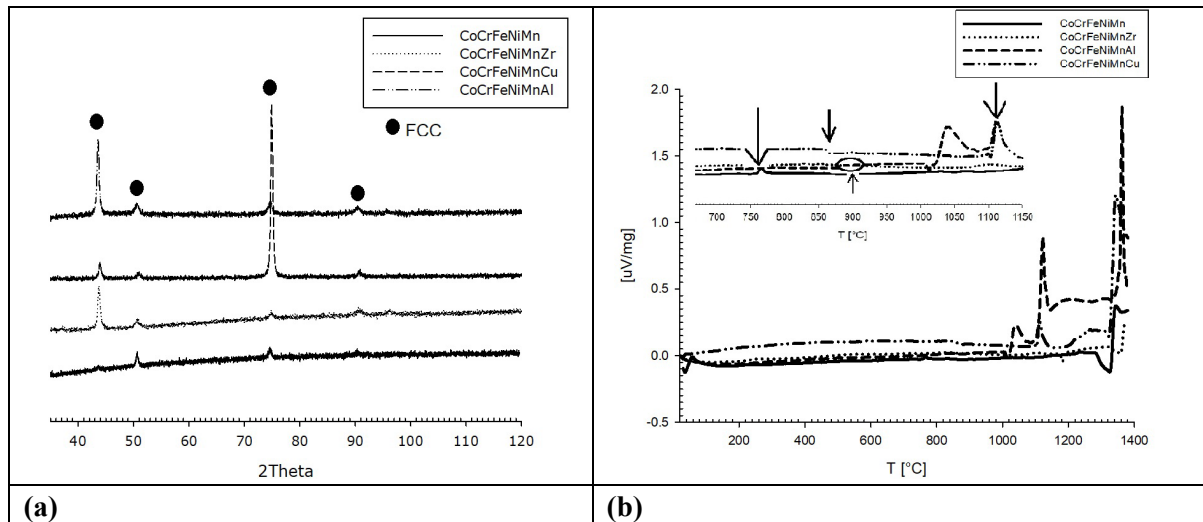 CoCrFeNiMn
CoCrFeNiMnZr
CoCrFeNiMnCu
CoCrFeNiMnAl
FCC
40 50 60 70 80 90 100 110 120
2Theta
(a)
CoCrFeNiMn
CoCrFeNiMnZr
CoCrFeNiMnAl
CoCrFeNiMnCu
2.0
1.5
1.0
0.5
0.0
-0.5
[uV/mg]
700 750 800 850 900 950 1000 1050 1100 1150
T [°C]
200 400 600 800 1000 1200 1400
T [°C]
(b)